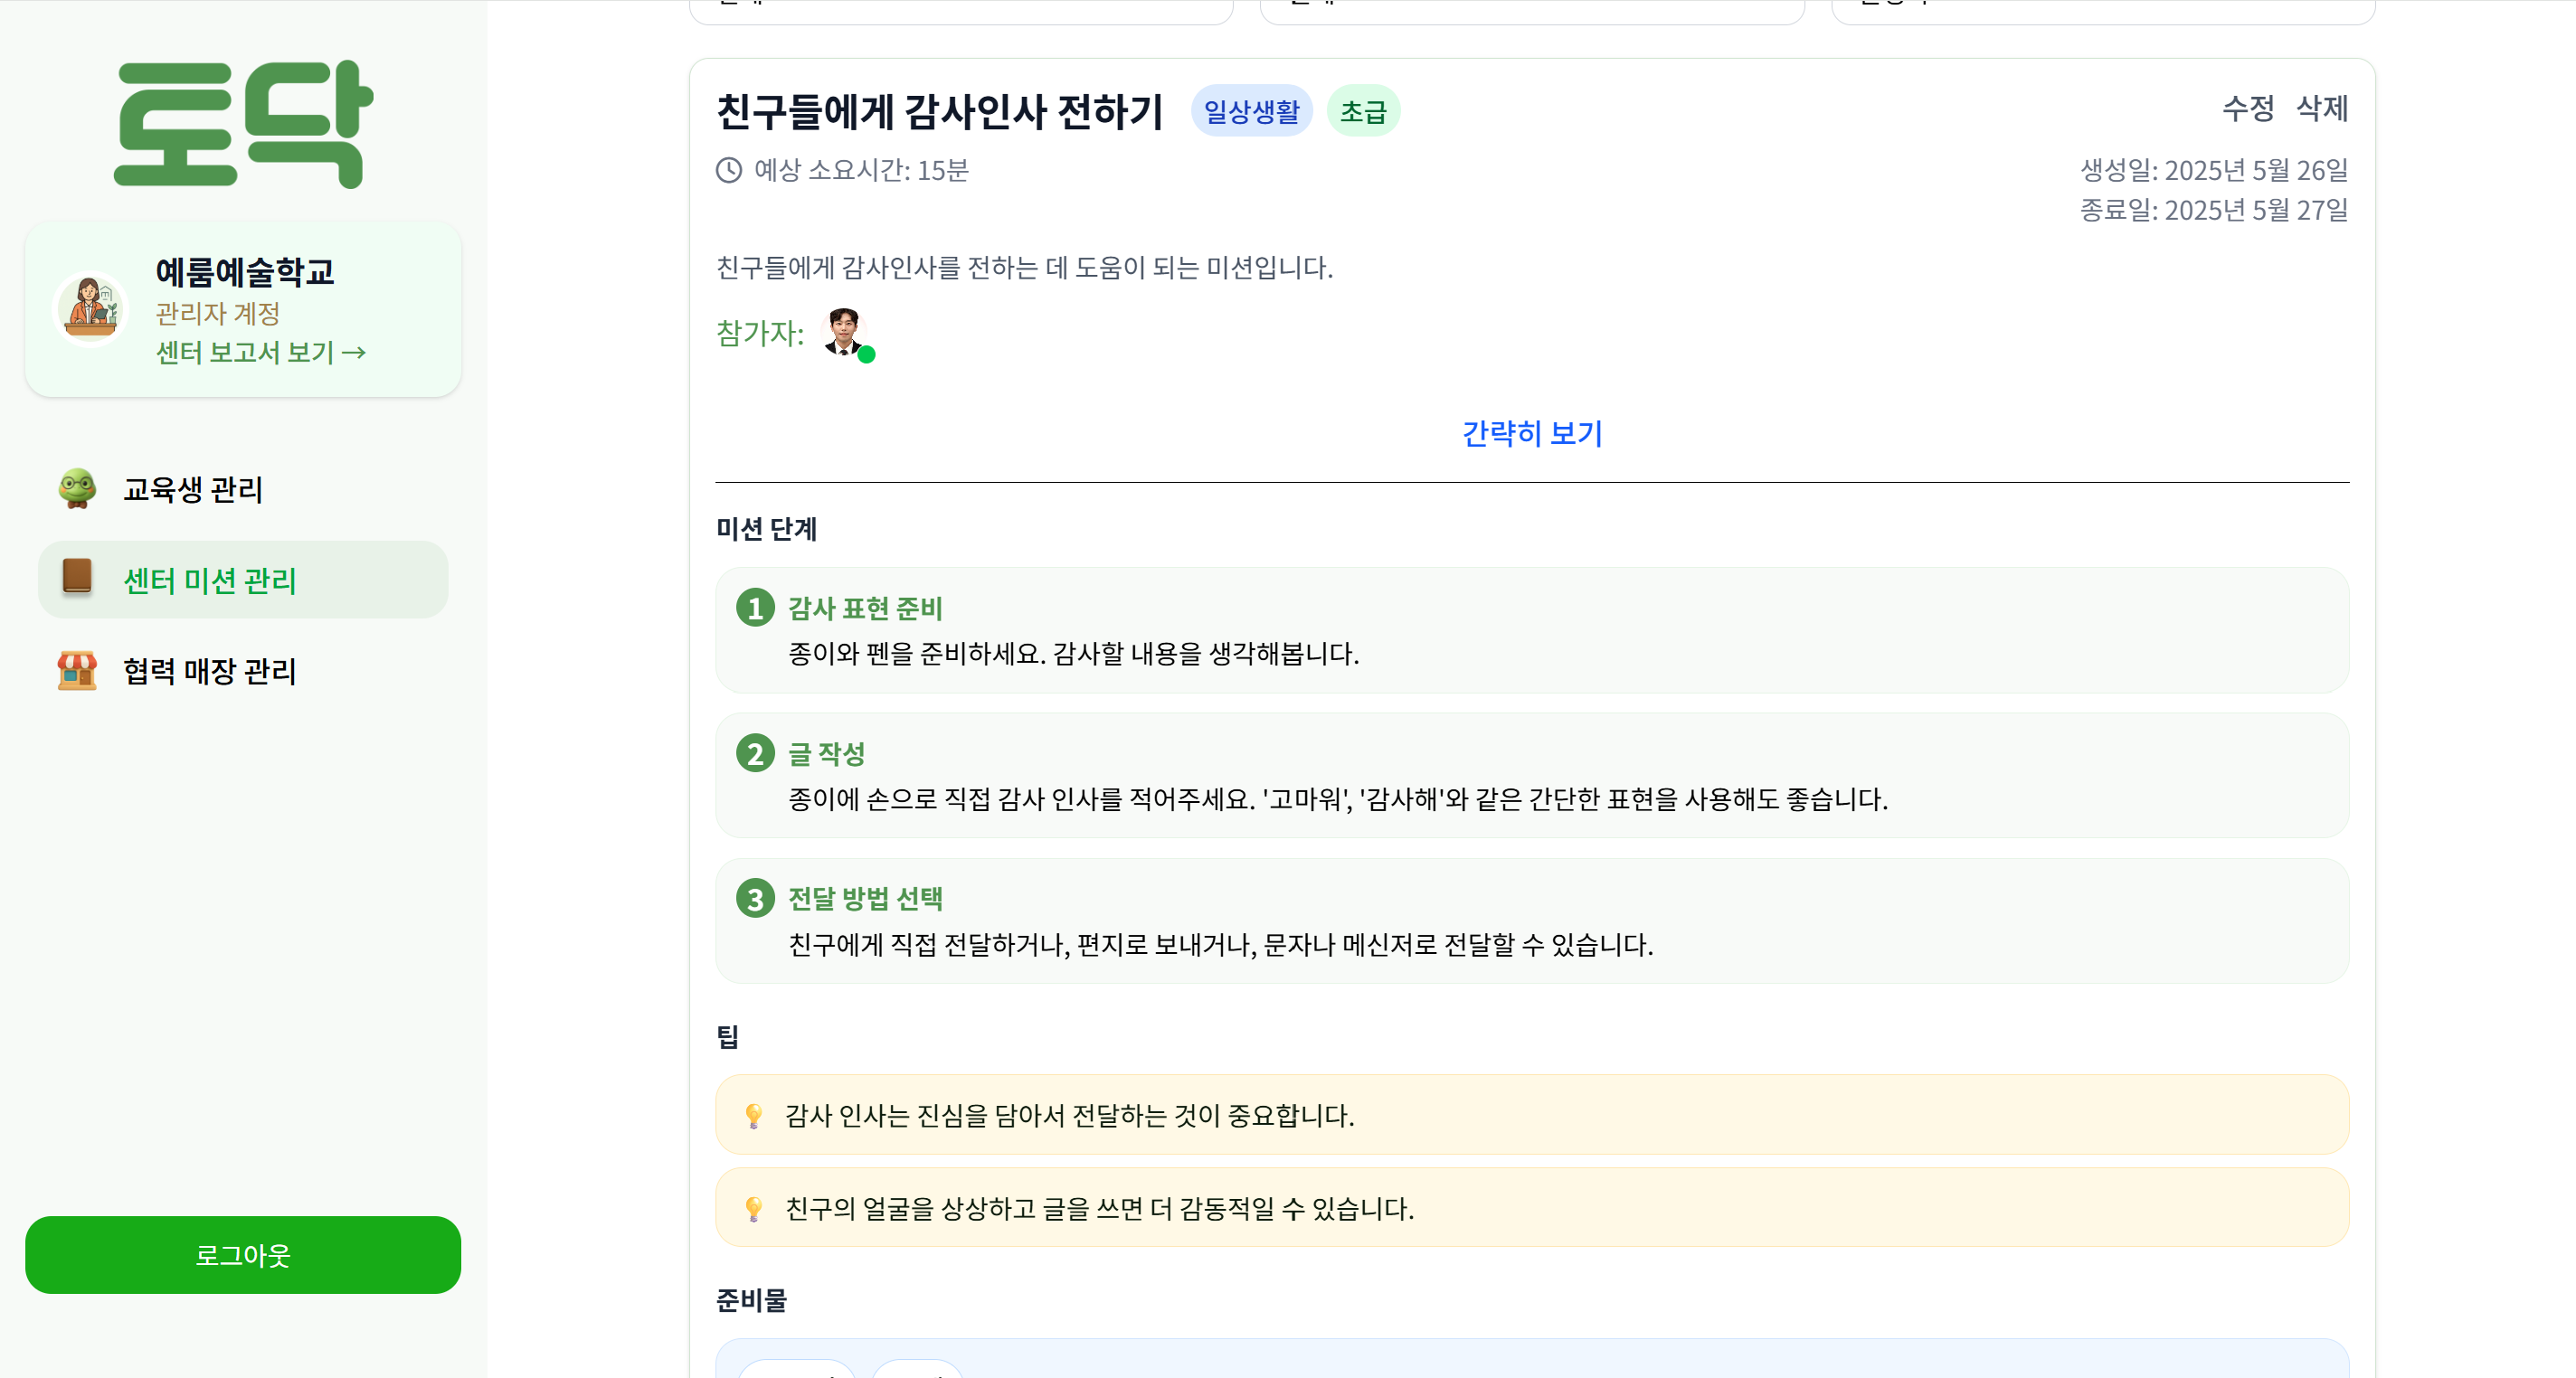 토닥
예룸예술학교
관리자 계정
센터 보고서 보기 →
교육생 관리
센터 미션 관리
협력 매장 관리
로그아웃
친구들에게 감사인사 전하기 일상생활 초급
수정 삭제
예상 소요시간: 15분
생성일: 2025년 5월 26일
종료일: 2025년 5월 27일
친구들에게 감사인사를 전하는 데 도움이 되는 미션입니다.
참가자:
간략히 보기
미션 단계
1 감사 표현 준비
종이와 펜을 준비하세요. 감사할 내용을 생각해봅니다.
2 글 작성
종이에 손으로 직접 감사 인사를 적어주세요. '고마워', '감사해'와 같은 간단한 표현을 사용해도 좋습니다.
3 전달 방법 선택
친구에게 직접 전달하거나, 편지로 보내거나, 문자나 메신저로 전달할 수 있습니다.
팁
감사 인사는 진심을 담아서 전달하는 것이 중요합니다.
친구의 얼굴을 상상하고 글을 쓰면 더 감동적일 수 있습니다.
준비물